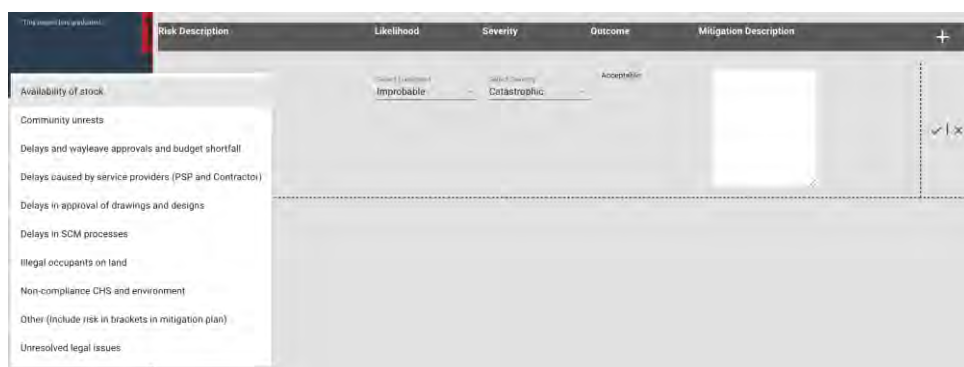 Risk Description Likelihood Severity Outcome Mitigation Description +
Select Severity
Acceptable
Improbable Catastrophic
Availability of stock
Community unrests
Delays and wayleave approvals and budget shortfall
Delays caused by service providers (PSP and Contractor)
Delays in approval of drawings and designs
Delays in SCM processes
Illegal occupants on land
Non-compliance CHS and environment
Other (Include risk in brackets in mitigation plan)
Unresolved legal issues